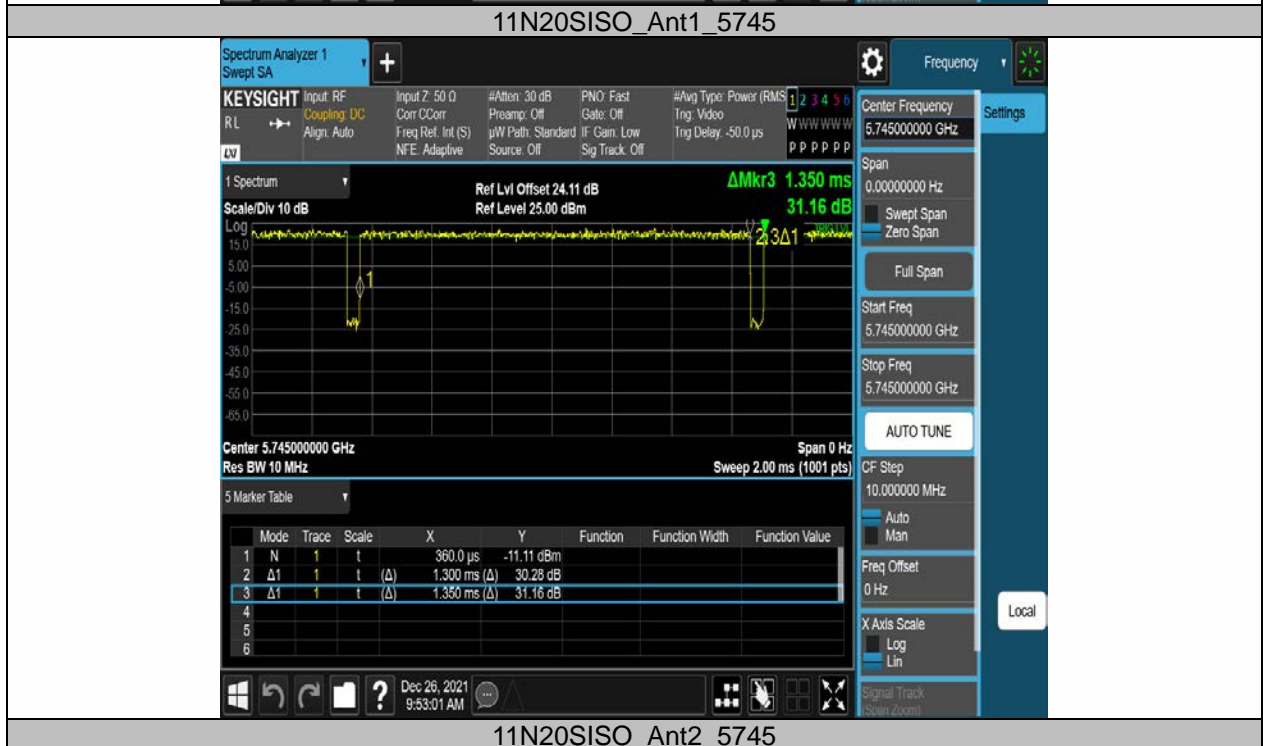 11N20SISO_Ant1_5745
Spectrum Analyzer 1
Swept SA
+
Frequency
KEYSIGHT
RL
LXI
Input: RF
Coupling: DC
Align: Auto
Input Z: 50 Ω
Corr CCorr
Freq Ref: Int (S)
NFE: Adaptive
#Atten: 30 dB
Preamp: Off
µW Path: Standard
Source: Off
PNO: Fast
Gate: Off
IF Gain: Low
Sig Track: Off
#Avg Type: Power (RMS
Trig: Video
Trig Delay: -50.0 µs
1 2 3 4 5 6
W W W W W W
P P P P P P
Center Frequency
5.745000000 GHz
Settings
1 Spectrum
Scale/Div 10 dB
Ref Lvl Offset 24.11 dB
Ref Level 25.00 dBm
ΔMkr3 1.350 ms
31.16 dB
Log
15.0
5.00
-5.00
-15.0
-25.0
-35.0
-45.0
-55.0
-65.0
1
2 3Δ1
Center 5.745000000 GHz
Res BW 10 MHz
Span 0 Hz
Sweep 2.00 ms (1001 pts)
Span
0.00000000 Hz
Swept Span
Zero Span
Full Span
Start Freq
5.745000000 GHz
Stop Freq
5.745000000 GHz
AUTO TUNE
CF Step
10.000000 MHz
Auto
Man
Freq Offset
0 Hz
X Axis Scale
Log
Lin
Signal Track
(Span Zoom)
Local
5 Marker Table
Mode Trace Scale X Y Function Function Width Function Value
1 N 1 t 360.0 µs -11.11 dBm
2 Δ1 1 t (Δ) 1.300 ms (Δ) 30.28 dB
3 Δ1 1 t (Δ) 1.350 ms (Δ) 31.16 dB
4
5
6
?
Dec 26, 2021
9:53:01 AM
11N20SISO_Ant2_5745